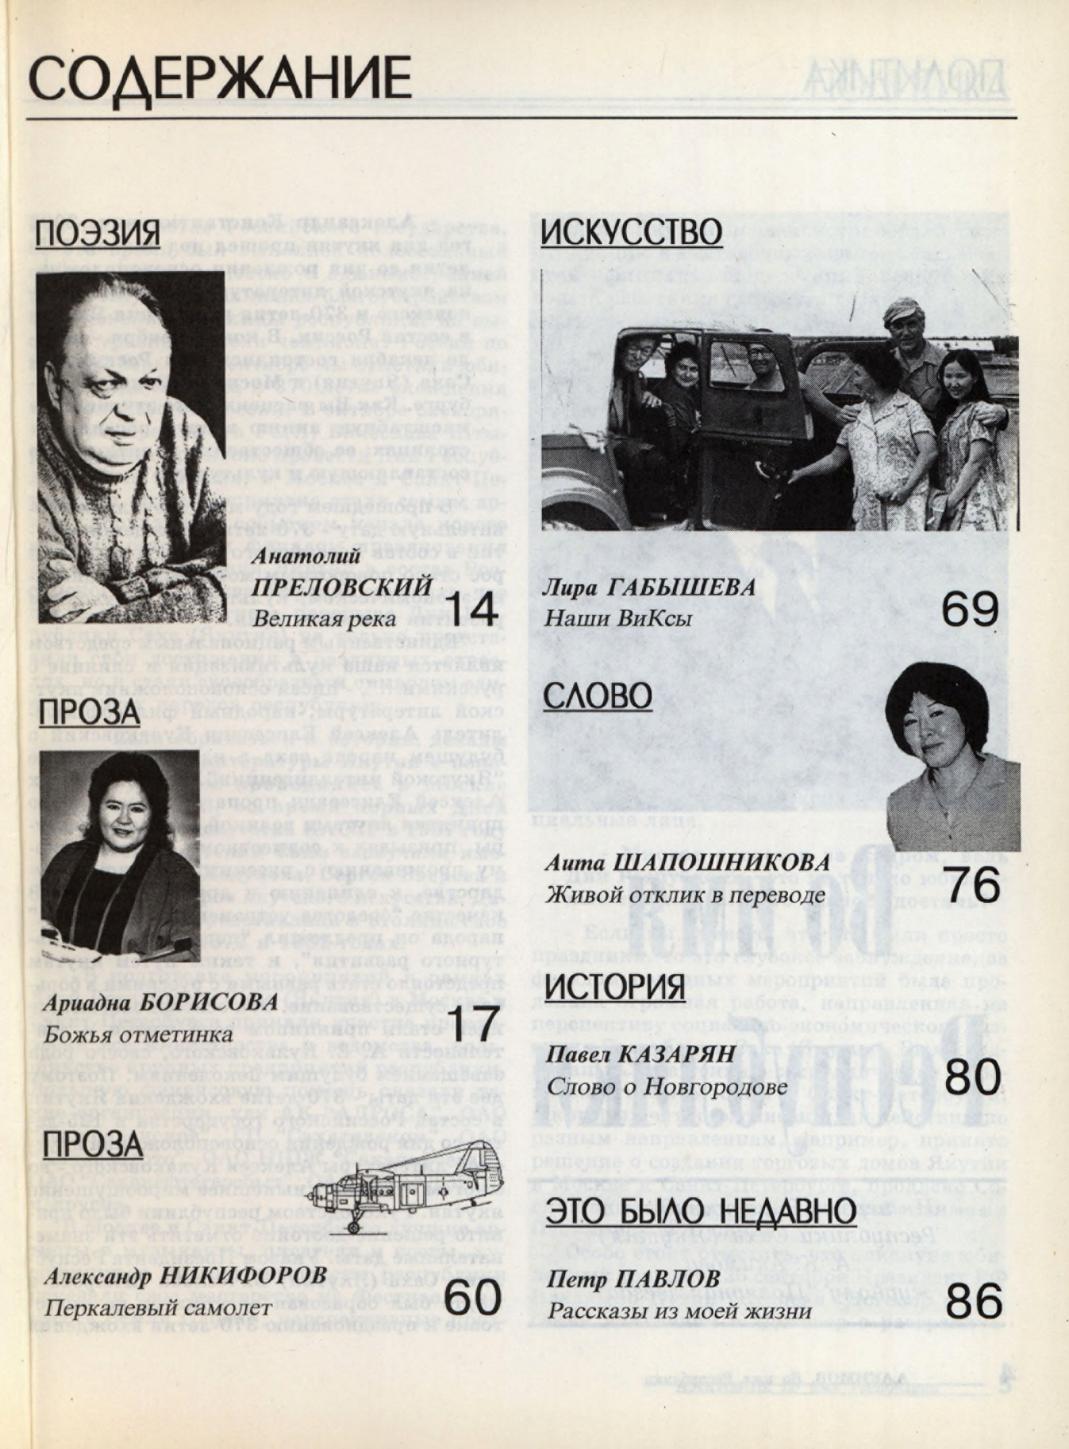 СОДЕРЖАНИЕ
ПОЭЗИЯ
Анатолий
ПРЕЛОВСКИЙ
Великая река
14
ПРОЗА
Ариадна БОРИСОВА
Божья отметинка
17
ПРОЗА
Александр НИКИФОРОВ
Перкалевый самолет
60
ИСКУССТВО
Лира ГАБЫШЕВА
Наши ВиКсы
69
СЛОВО
Аита ШАПОШНИКОВА
Живой отклик в переводе
76
ИСТОРИЯ
Павел КАЗАРЯН
Слово о Новгородове
80
ЭТО БЫЛО НЕДАВНО
Петр ПАВЛОВ
Рассказы из моей жизни
86